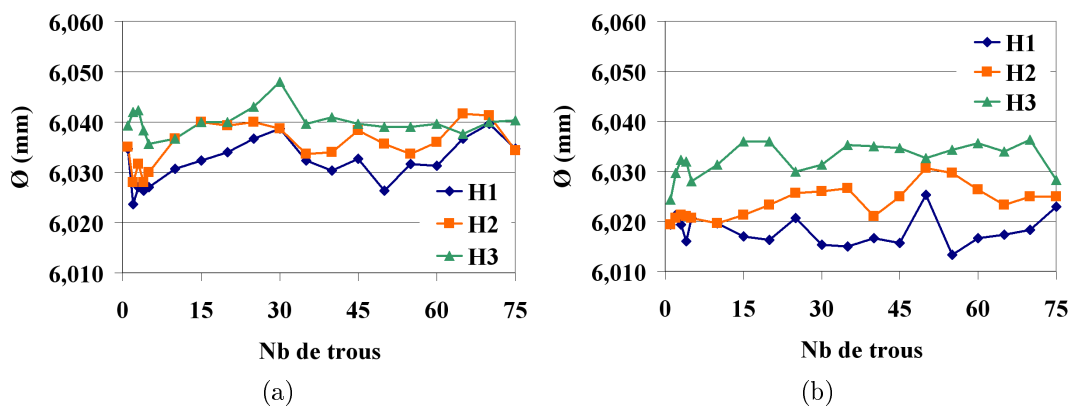 6,060
6,050
6,040
6,030
6,020
6,010
Ø (mm)
H1
H2
H3
0 15 30 45 60 75
Nb de trous
(a)
6,060
6,050
6,040
6,030
6,020
6,010
Ø (mm)
H1
H2
H3
0 15 30 45 60 75
Nb de trous
(b)